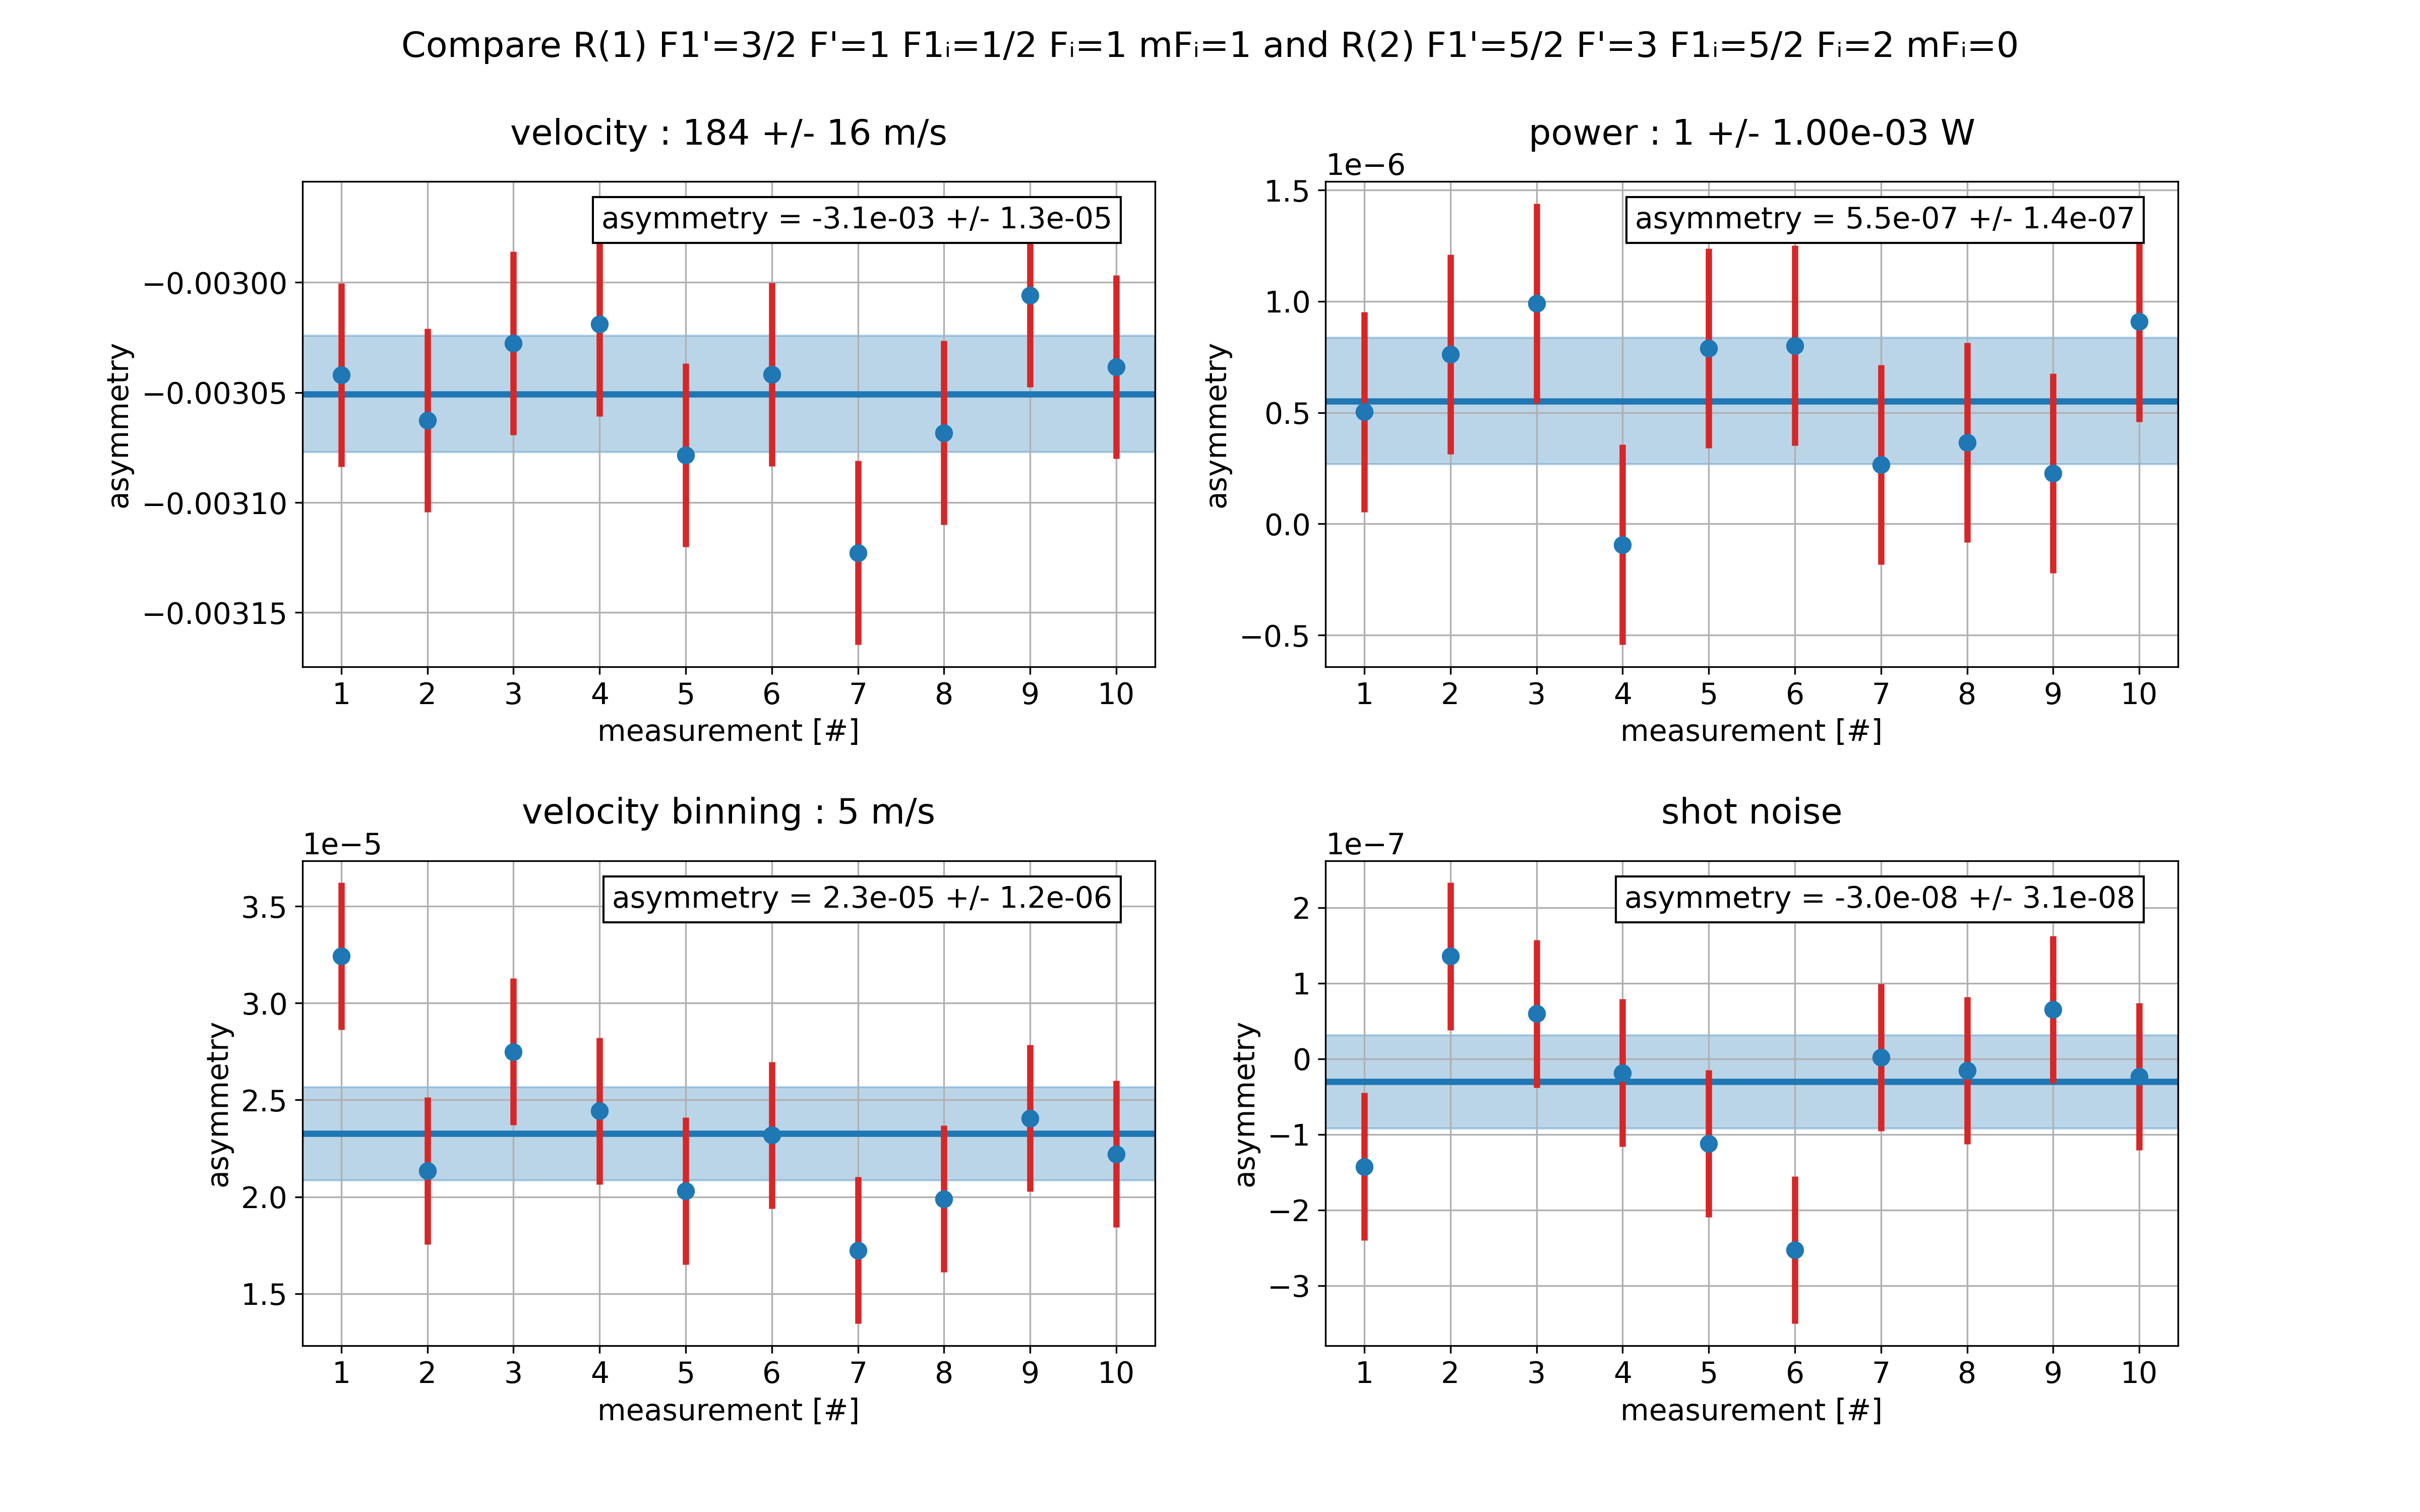 Compare R(1) F1'=3/2 F'=1 F1ᵢ=1/2 Fᵢ=1 mFᵢ=1 and R(2) F1'=5/2 F'=3 F1ᵢ=5/2 Fᵢ=2 mFᵢ=0
velocity : 184 +/- 16 m/s
asymmetry = -3.1e-03 +/- 1.3e-05
−0.00300
−0.00305
−0.00310
−0.00315
asymmetry
1 2 3 4 5 6 7 8 9 10
measurement [#]
power : 1 +/- 1.00e-03 W
1e−6
asymmetry = 5.5e-07 +/- 1.4e-07
1.5
1.0
0.5
0.0
−0.5
asymmetry
1 2 3 4 5 6 7 8 9 10
measurement [#]
velocity binning : 5 m/s
1e−5
asymmetry = 2.3e-05 +/- 1.2e-06
3.5
3.0
2.5
2.0
1.5
asymmetry
1 2 3 4 5 6 7 8 9 10
measurement [#]
shot noise
1e−7
asymmetry = -3.0e-08 +/- 3.1e-08
2
1
0
−1
−2
−3
asymmetry
1 2 3 4 5 6 7 8 9 10
measurement [#]